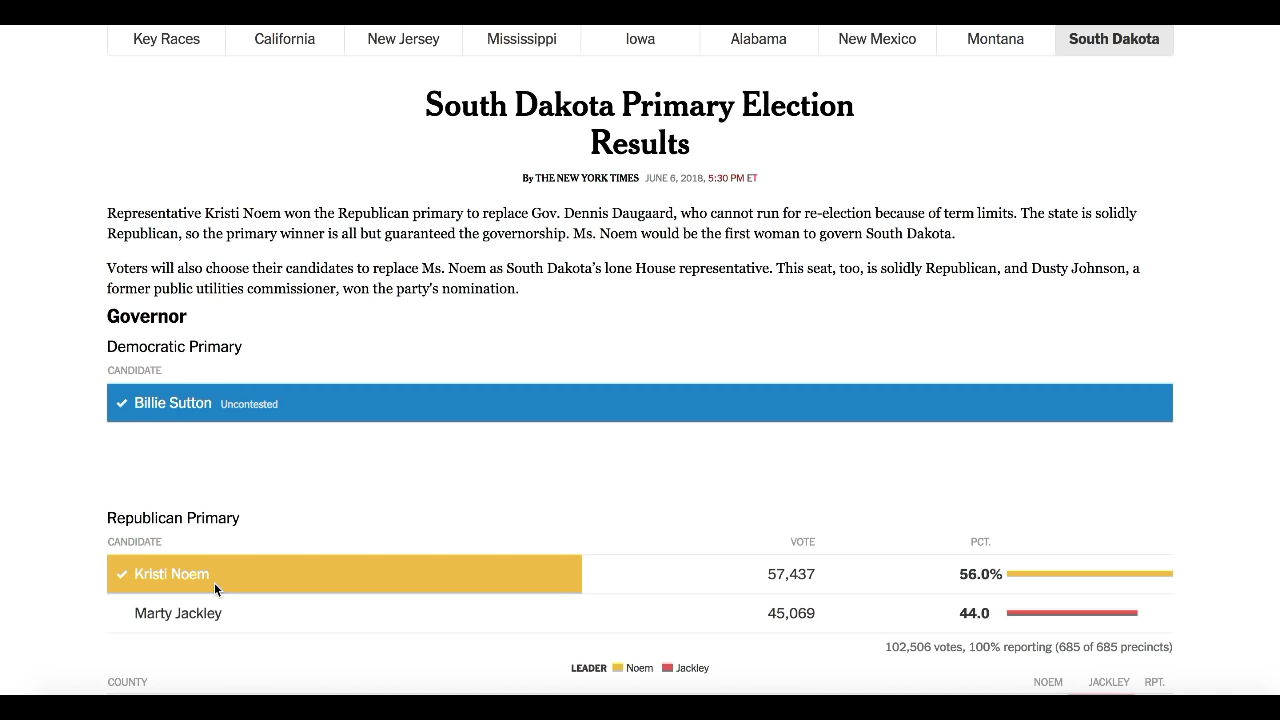 Key Races California New Jersey Mississippi Iowa Alabama New Mexico Montana South Dakota
South Dakota Primary Election
Results
By THE NEW YORK TIMES JUNE 6, 2018, 5:30 PM ET
Representative Kristi Noem won the Republican primary to replace Gov. Dennis Daugaard, who cannot run for re-election because of term limits. The state is solidly
Republican, so the primary winner is all but guaranteed the governorship. Ms. Noem would be the first woman to govern South Dakota.
Voters will also choose their candidates to replace Ms. Noem as South Dakota’s lone House representative. This seat, too, is solidly Republican, and Dusty Johnson, a
former public utilities commissioner, won the party's nomination.
Governor
Democratic Primary
CANDIDATE
Billie Sutton Uncontested
Republican Primary
CANDIDATE VOTE PCT.
Kristi Noem 57,437 56.0%
Marty Jackley 45,069 44.0
102,506 votes, 100% reporting (685 of 685 precincts)
LEADER Noem Jackley
COUNTY NOEM JACKLEY RPT.